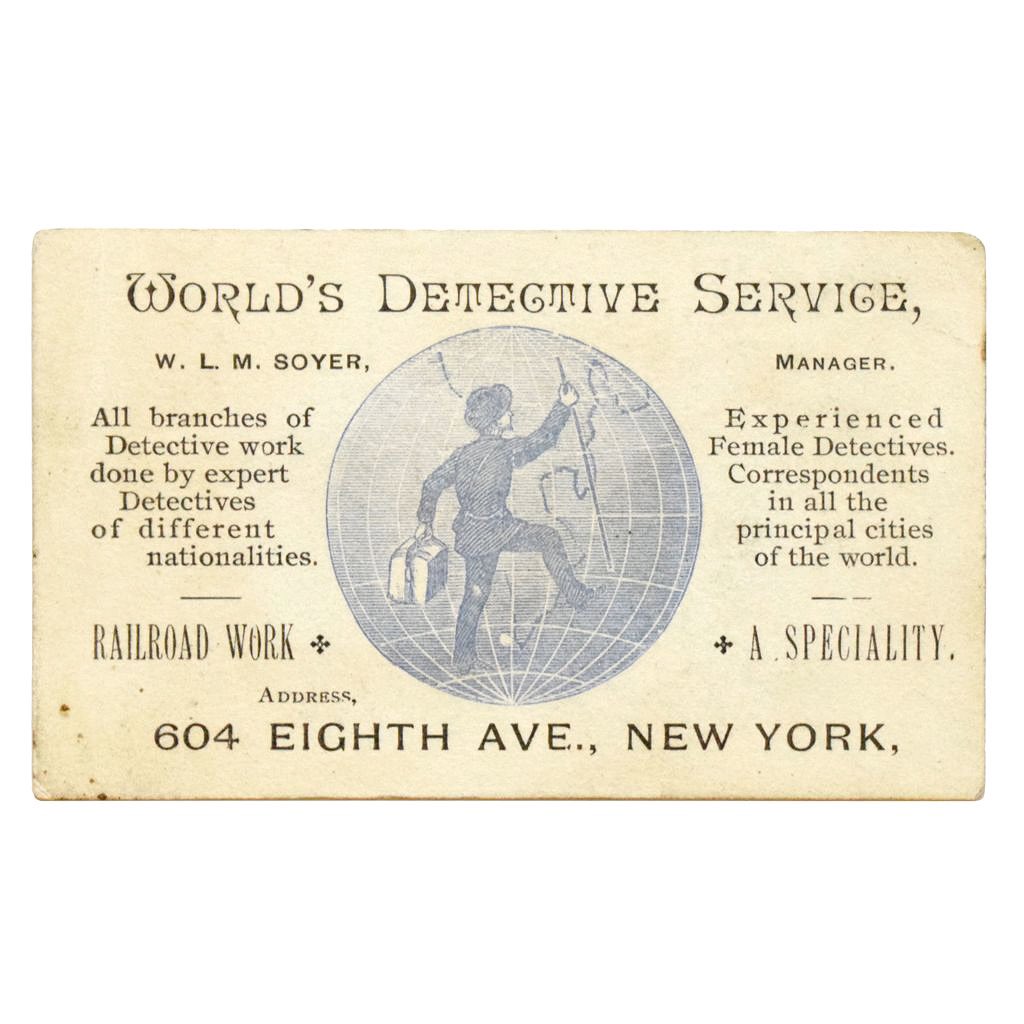 WORLD'S DETECTIVE SERVICE,
W. L. M. SOYER,
MANAGER.
All branches of
Detective work
done by expert
Detectives
of different
nationalities.
Experienced
Female Detectives.
Correspondents
in all the
principal cities
of the world.
RAILROAD WORK
A SPECIALITY.
ADDRESS,
604 EIGHTH AVE., NEW YORK,